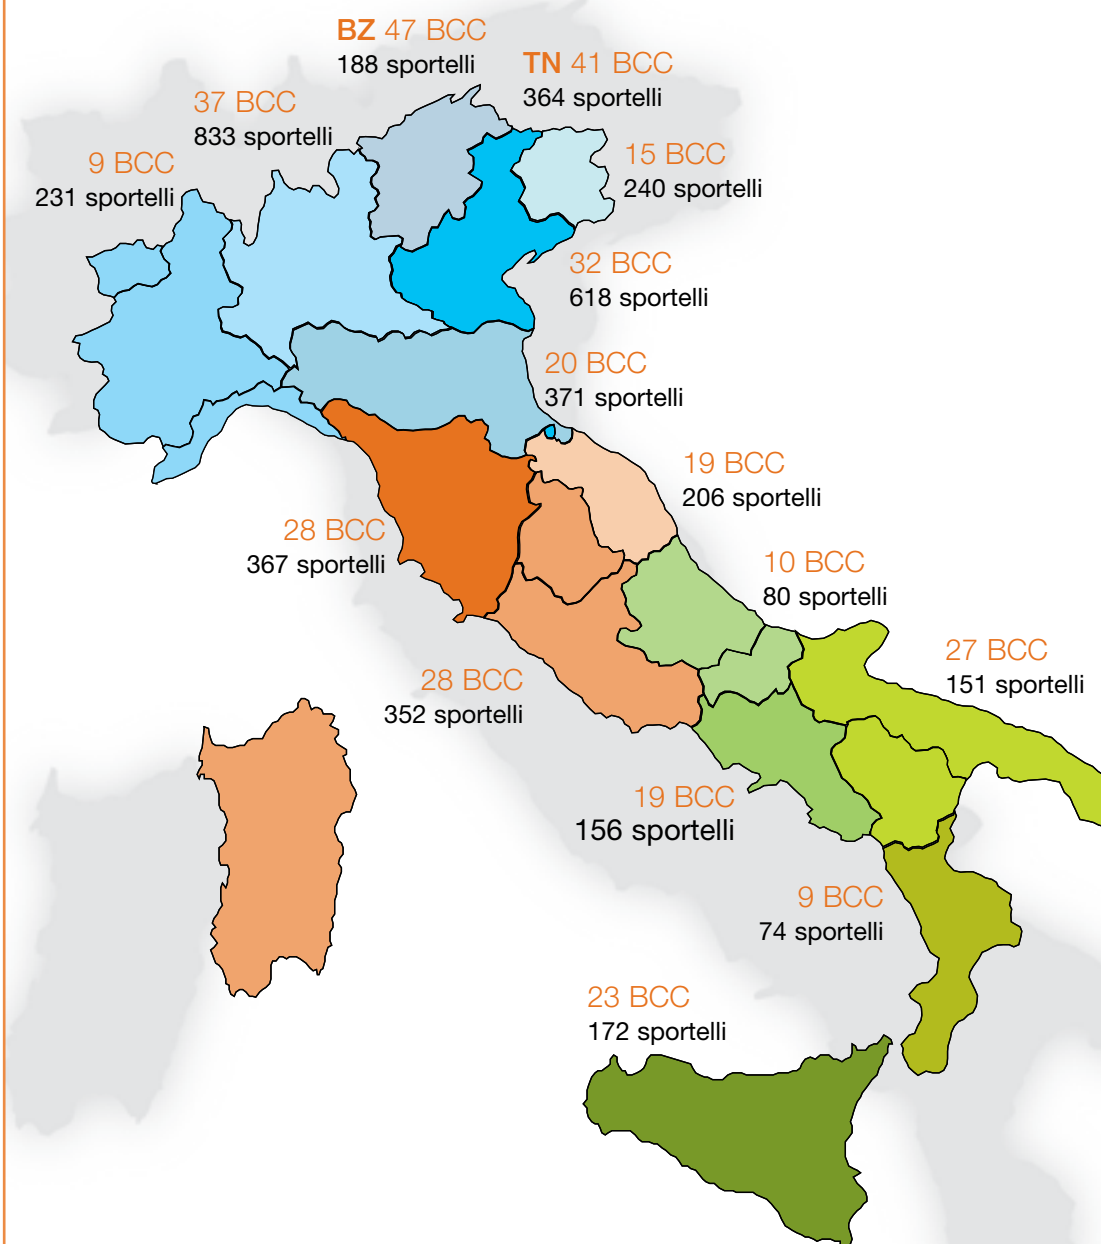 BZ 47 BCC
188 sportelli
TN 41 BCC
364 sportelli
37 BCC
833 sportelli
9 BCC
231 sportelli
15 BCC
240 sportelli
32 BCC
618 sportelli
20 BCC
371 sportelli
19 BCC
206 sportelli
28 BCC
367 sportelli
10 BCC
80 sportelli
27 BCC
151 sportelli
28 BCC
352 sportelli
19 BCC
156 sportelli
9 BCC
74 sportelli
23 BCC
172 sportelli